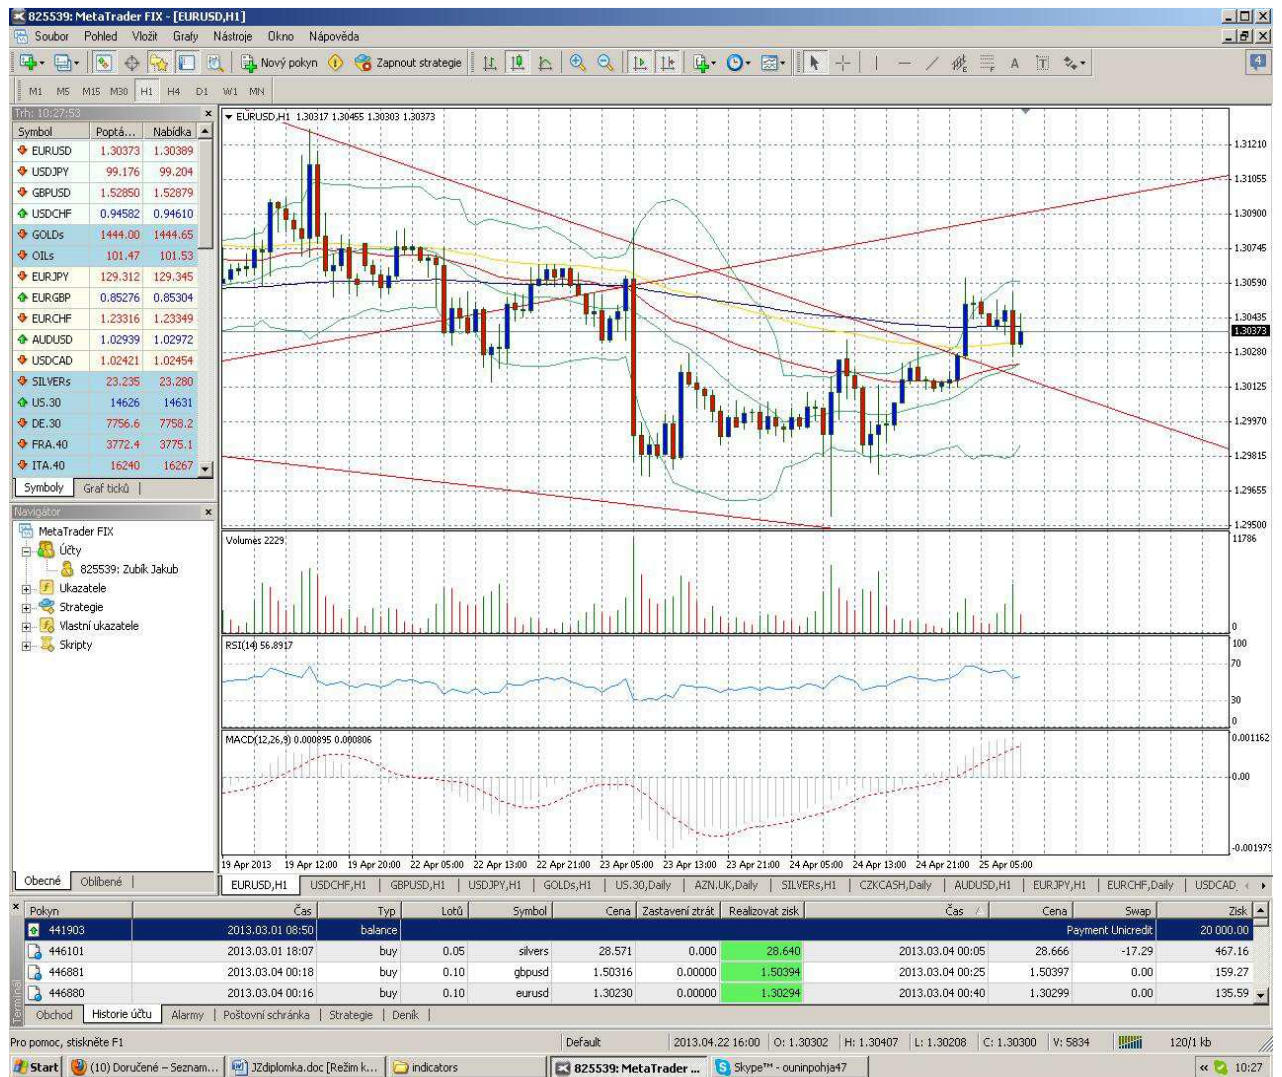 825539: MetaTrader FIX - [EURUSD,H1]
Soubor Pohled Vložit Grafy Nástroje Okno Nápověda
Nový pokyn Zapnout strategie
M1 M5 M15 M30 H1 H4 D1 W1 MN
Trh: 10:27:53
Symbol Poptá... Nabídka
EURUSD 1.30373 1.30389
USDJPY 99.176 99.204
GBPUSD 1.52850 1.52879
USDCHF 0.94582 0.94610
GOLDs 1444.00 1444.65
OILs 101.47 101.53
EURJPY 129.312 129.345
EURGBP 0.85276 0.85304
EURCHF 1.23316 1.23349
AUDUSD 1.02939 1.02972
USDCAD 1.02421 1.02454
SILVERs 23.235 23.280
US.30 14626 14631
DE.30 7756.6 7758.2
FRA.40 3772.4 3775.1
ITA.40 16240 16267
Symboly Graf ticků
Navigátor
MetaTrader FIX
Účty
825539: Zubík Jakub
Ukazatele
Strategie
Vlastní ukazatele
Skripty
Obecné Oblíbené
EURUSD,H1 1.30317 1.30455 1.30303 1.30373
1.31210
1.31055
1.30900
1.30745
1.30590
1.30435
1.30373
1.30280
1.30125
1.29970
1.29815
1.29655
1.29500
Volumes 2229
11786
0
RSI(14) 56.8917
100
70
30
0
MACD(12,26,9) 0.000895 0.000806
0.001162
0.00
-0.001979
19 Apr 2013 19 Apr 12:00 19 Apr 20:00 22 Apr 05:00 22 Apr 13:00 22 Apr 21:00 23 Apr 05:00 23 Apr 13:00 23 Apr 21:00 24 Apr 05:00 24 Apr 13:00 24 Apr 21:00 25 Apr 05:00
EURUSD,H1 USDCHF,H1 GBPUSD,H1 USDJPY,H1 GOLDs,H1 US.30,Daily AZN.UK,Daily SILVERs,H1 CZKCASH,Daily AUDUSD,H1 EURJPY,H1 EURCHF,Daily USDCAD
Pokyn Čas Typ Lotů Symbol Cena Zastavení ztrát Realizovat zisk Čas Cena Swap Zisk
441903 2013.03.01 08:50 balance Payment Unicredit 20 000.00
446101 2013.03.01 18:07 buy 0.05 silvers 28.571 0.000 28.640 2013.03.04 00:05 28.666 -17.29 467.16
446881 2013.03.04 00:18 buy 0.10 gbpusd 1.50316 0.00000 1.50394 2013.03.04 00:25 1.50397 0.00 159.27
446880 2013.03.04 00:16 buy 0.10 eurusd 1.30230 0.00000 1.30294 2013.03.04 00:40 1.30299 0.00 135.59
Terminal
Obchod Historie účtu Alarmy Poštovní schránka Strategie Deník
Pro pomoc, stiskněte F1 Default 2013.04.22 16:00 O: 1.30302 H: 1.30407 L: 1.30208 C: 1.30300 V: 5834 120/1 kb
Start (10) Doručené – Seznam... JZdiplomka.doc [Režim k... indicators 825539: MetaTrader ... Skype™ - ouninpohja47 10:27